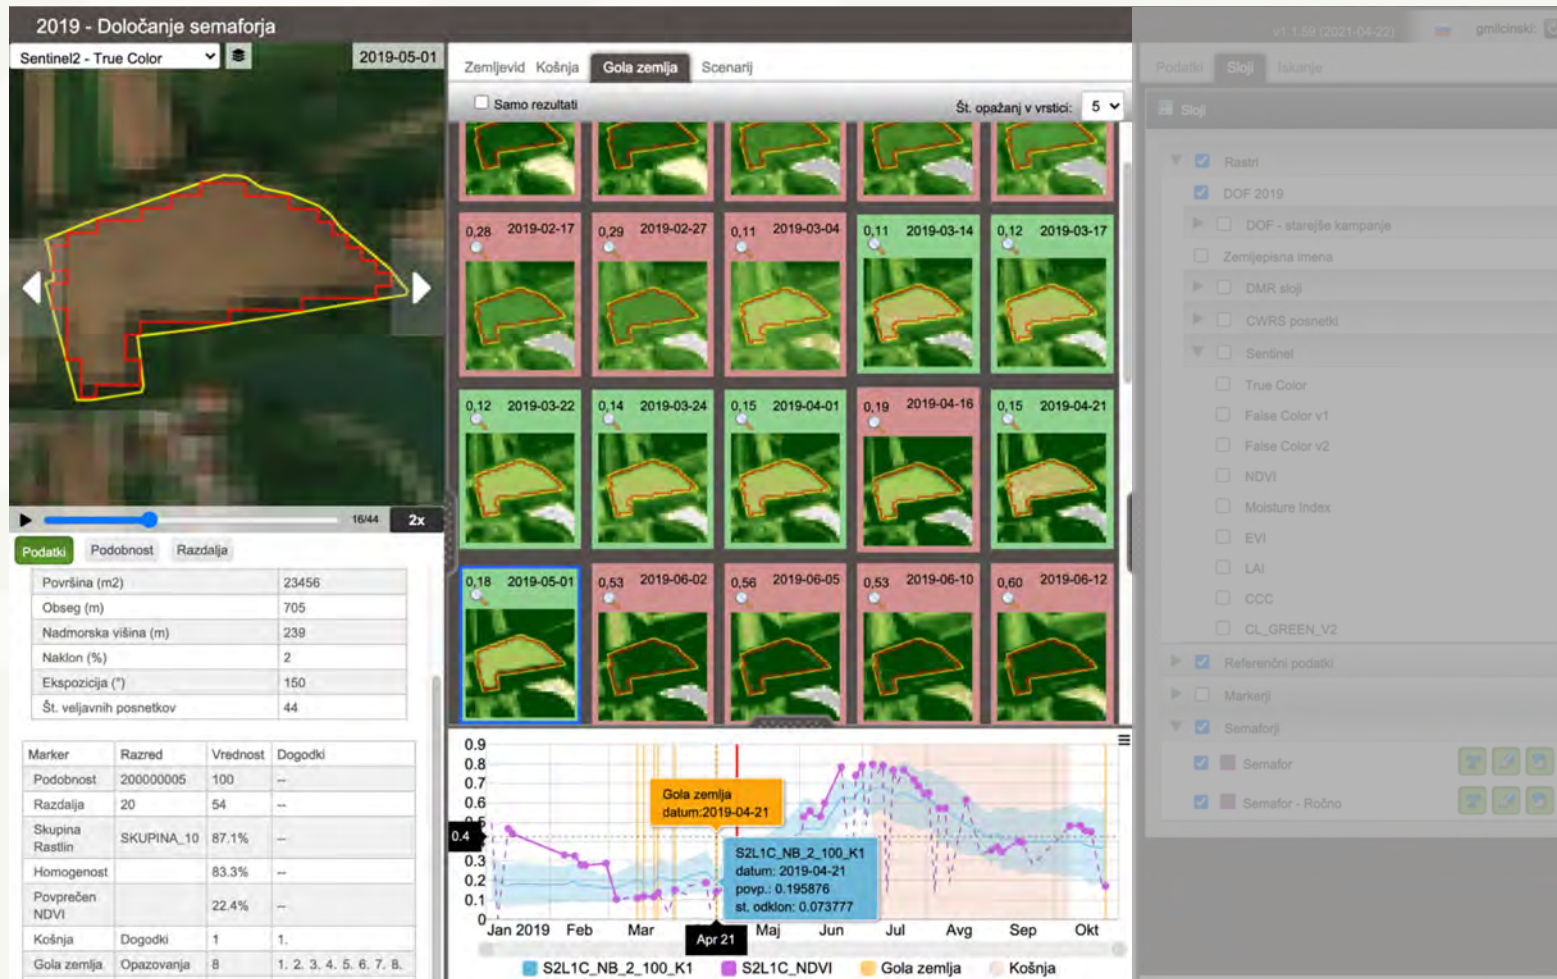 2019 - Določanje semaforja
v1.1.59 (2021-04-22)
gmilcinski:
Sentinel2 - True Color
2019-05-01
Zemljevid Košnja Gola zemlja Scenarij
Samo rezultati
Št. opažanj v vrstici: 5
0,28 2019-02-17
0,29 2019-02-27
0,11 2019-03-04
0,11 2019-03-14
0,12 2019-03-17
0,12 2019-03-22
0,14 2019-03-24
0,15 2019-04-01
0,19 2019-04-16
0,15 2019-04-21
0,18 2019-05-01
0,53 2019-06-02
0,56 2019-06-05
0,53 2019-06-10
0,60 2019-06-12
16/44
2x
Podatki Podobnost Razdalja
Površina (m2) 23456
Obseg (m) 705
Nadmorska višina (m) 239
Naklon (%) 2
Ekspozicija (°) 150
Št. veljavnih posnetkov 44
Marker Razred Vrednost Dogodki
Podobnost 200000005 100 --
Razdalja 20 54 --
Skupina Rastlin SKUPINA_10 87.1% --
Homogenost 83.3% --
Povprečen NDVI 22.4% --
Košnja Dogodki 1 1.
Gola zemlja Opazovanja 8 1. 2. 3. 4. 5. 6. 7. 8.
0.9
0.8
0.7
0.6
0.5
0.4
0.3
0.2
0.1
0
Gola zemlja
datum:2019-04-21
S2L1C_NB_2_100_K1
datum: 2019-04-21
povp.: 0.195876
st. odklon: 0.073777
Jan 2019 Feb Mar Apr 21 Maj Jun Jul Avg Sep Okt
S2L1C_NB_2_100_K1 S2L1C_NDVI Gola zemlja Košnja
Podatki Sloji Iskanje
Sloji
Rastri
DOF 2019
DOF - starejše kampanje
Zemljepisna imena
DMR sloji
CWRS posnetki
Sentinel
True Color
False Color v1
False Color v2
NDVI
Moisture Index
EVI
LAI
CCC
CL_GREEN_V2
Referenčni podatki
Markerji
Semaforji
Semafor
Semafor - Ročno